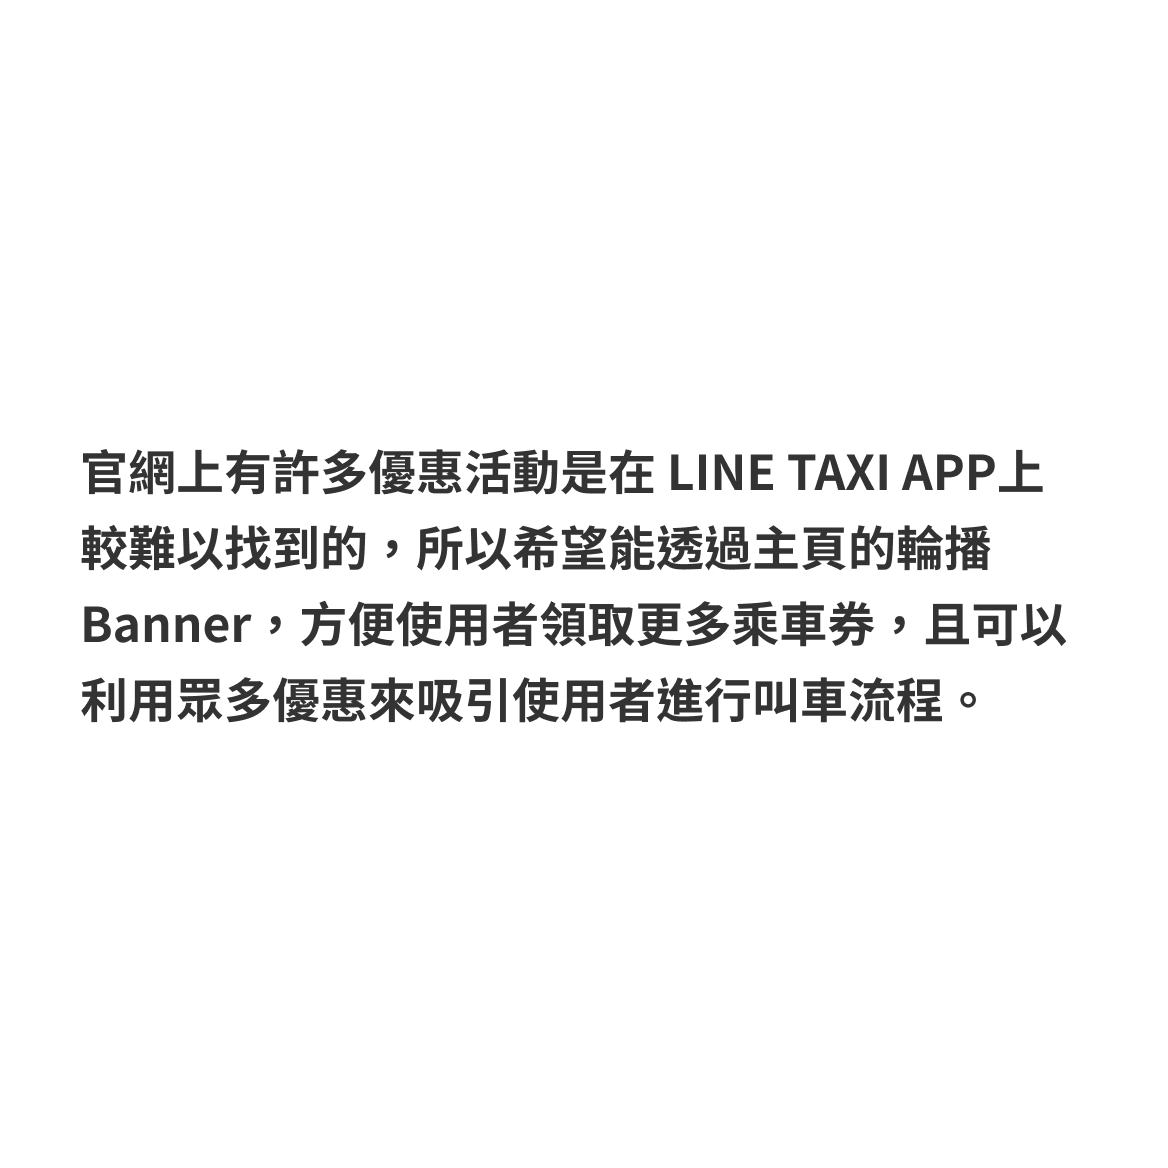 官網上有許多優惠活動是在 LINE TAXI APP上
較難以找到的，所以希望能透過主頁的輪播
Banner，方便使用者領取更多乘車券，且可以
利用眾多優惠來吸引使用者進行叫車流程。